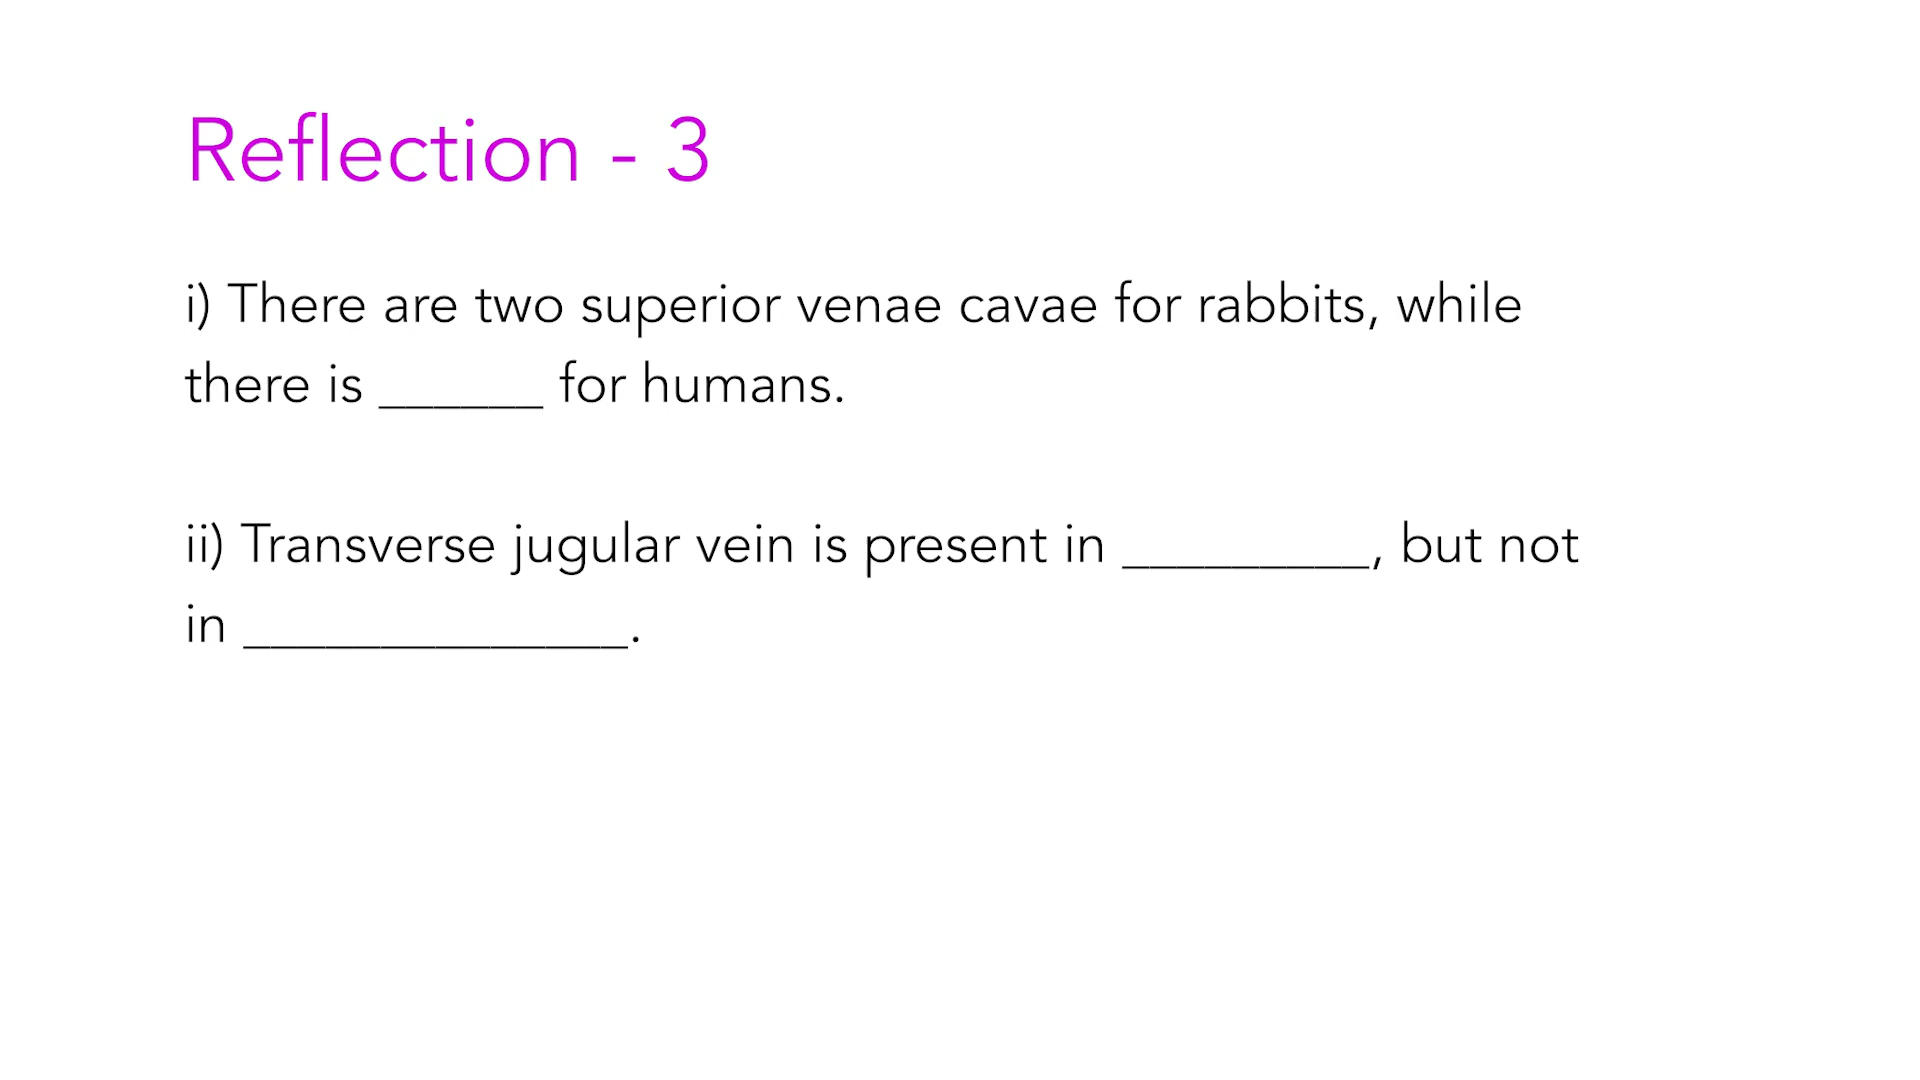 Reflection - 3
i) There are two superior venae cavae for rabbits, while
there is ______ for humans.
ii) Transverse jugular vein is present in _________, but not
in ______________.